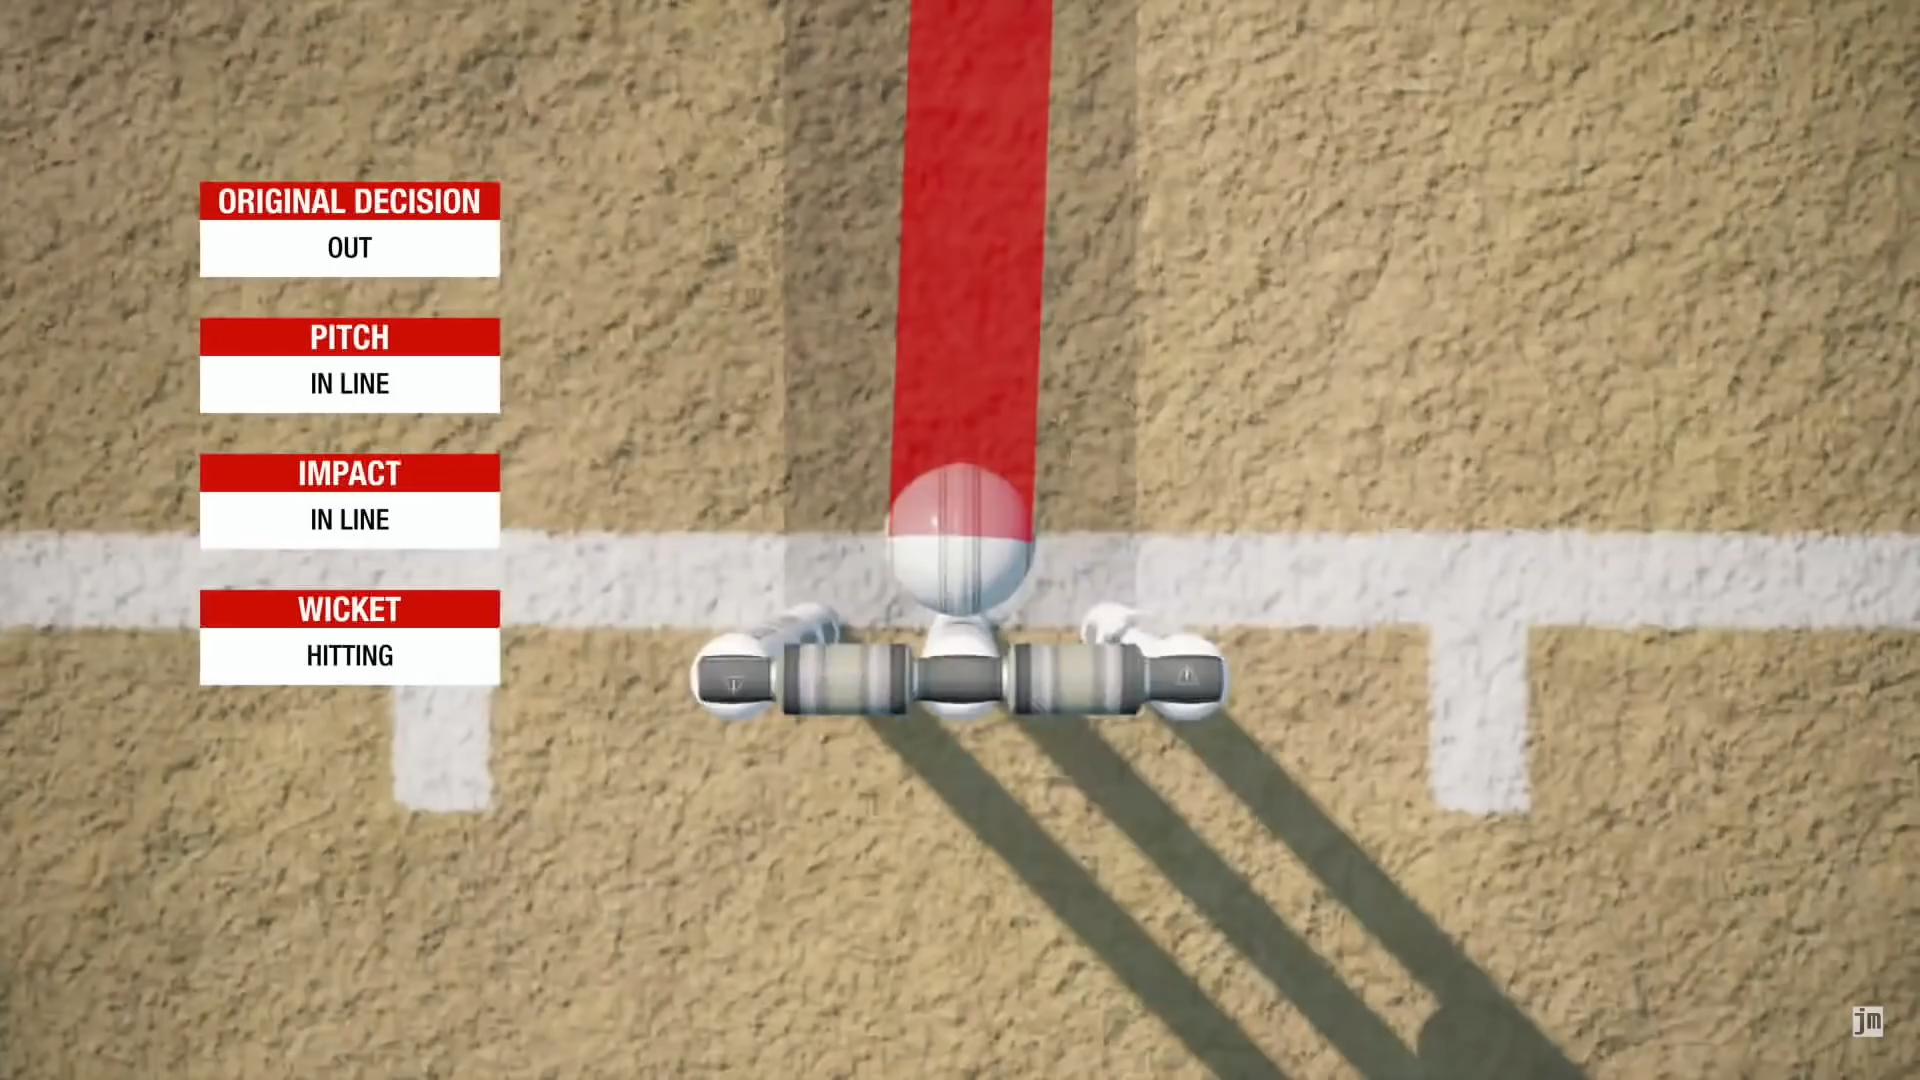 ORIGINAL DECISION
OUT
PITCH
IN LINE
IMPACT
IN LINE
WICKET
HITTING
jm